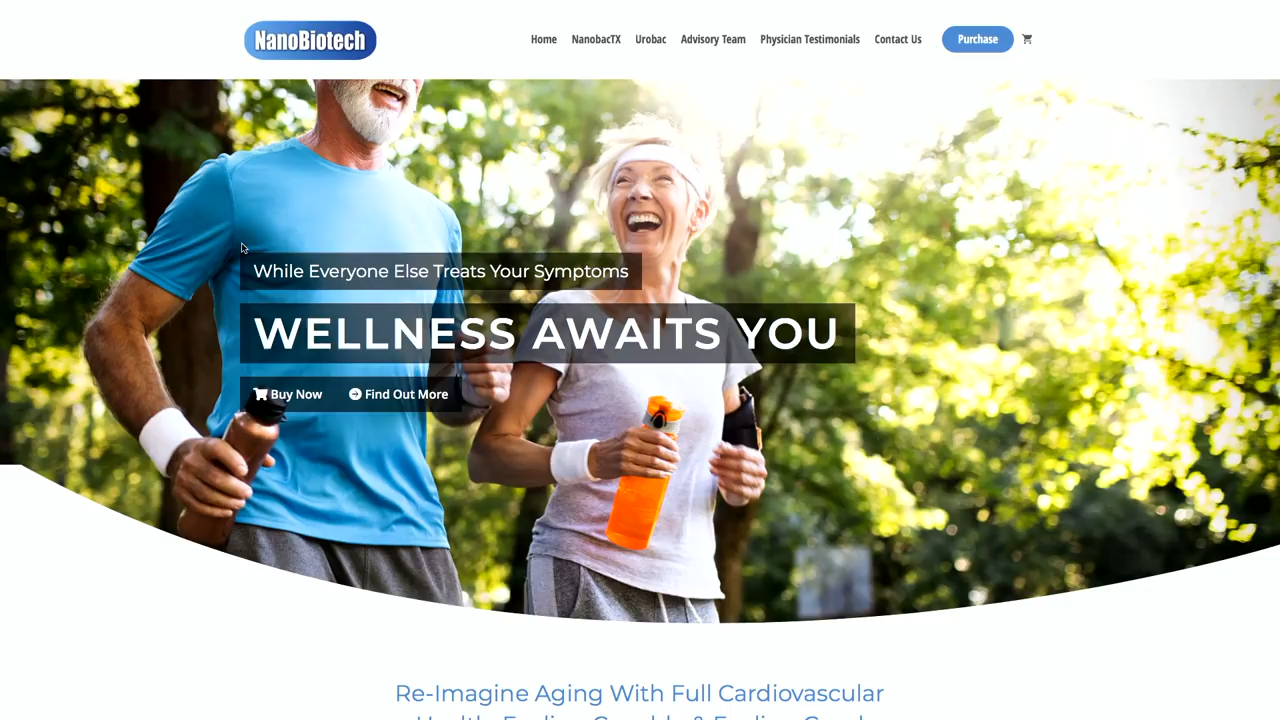 NanoBiotech
Home NanobacTX Urobac Advisory Team Physician Testimonials Contact Us Purchase
While Everyone Else Treats Your Symptoms
WELLNESS AWAITS YOU
Buy Now Find Out More
Re-Imagine Aging With Full Cardiovascular